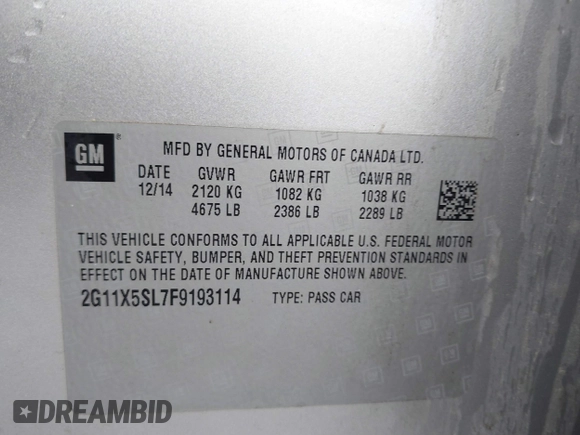 GM
MFD BY GENERAL MOTORS OF CANADA LTD.
DATE GVWR GAWR FRT GAWR RR
12/14 2120 KG 1082 KG 1038 KG
4675 LB 2386 LB 2289 LB
THIS VEHICLE CONFORMS TO ALL APPLICABLE U.S. FEDERAL MOTOR
VEHICLE SAFETY, BUMPER, AND THEFT PREVENTION STANDARDS IN
EFFECT ON THE DATE OF MANUFACTURE SHOWN ABOVE.
2G11X5SL7F9193114 TYPE: PASS CAR
DREAMBID